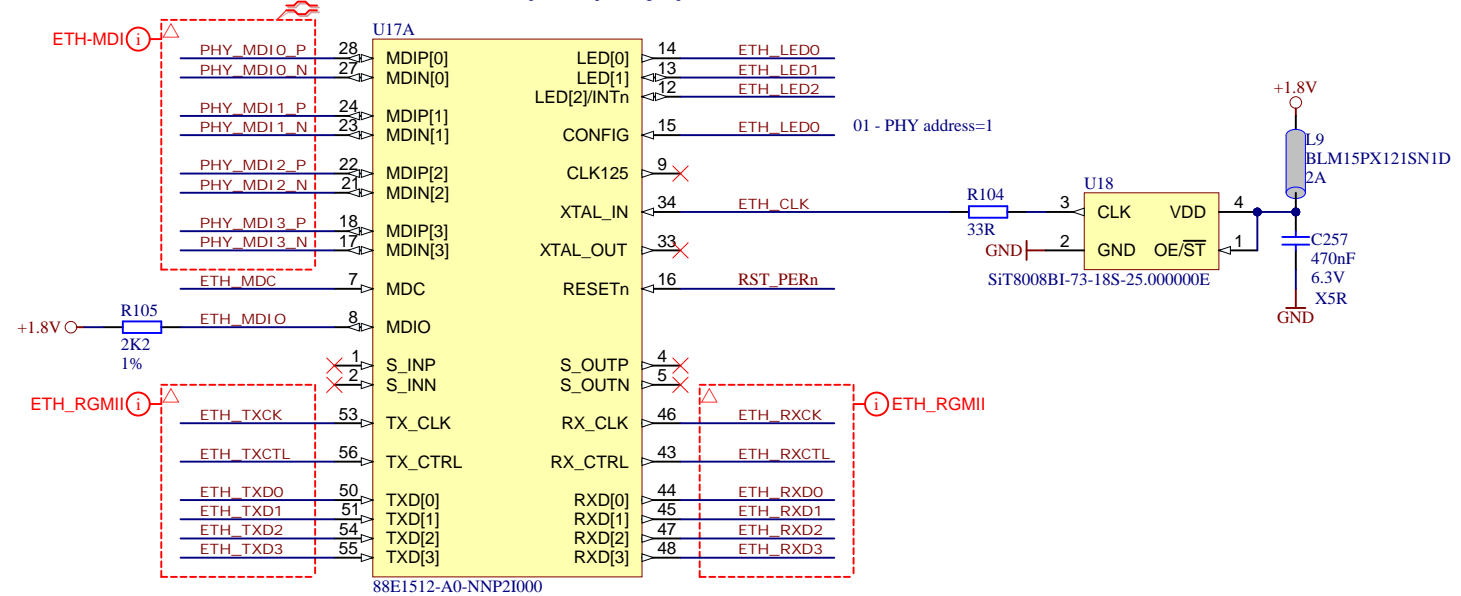 U17A
ETH-MDI i
PHY_MDI0_P 28 MDIP[0] LED[0] 14 ETH_LED0
PHY_MDI0_N 27 MDIN[0] LED[1] 13 ETH_LED1
LED[2]/INTn 12 ETH_LED2
PHY_MDI1_P 24 MDIP[1]
PHY_MDI1_N 23 MDIN[1] CONFIG 15 ETH_LED0 01 - PHY address=1
PHY_MDI2_P 22 MDIP[2] CLK125 9
PHY_MDI2_N 21 MDIN[2]
XTAL_IN 34 ETH_CLK
PHY_MDI3_P 18 MDIP[3]
PHY_MDI3_N 17 MDIN[3] XTAL_OUT 33
ETH_MDC 7 MDC RESETn 16 RST_PERn
+1.8V R105 ETH_MDIO 8 MDIO
2K2
1%
1 S_INP S_OUTP 4
2 S_INN S_OUTN 5
ETH_RGMII i
i ETH_RGMII
ETH_TXCK 53 TX_CLK RX_CLK 46 ETH_RXCK
ETH_TXCTL 56 TX_CTRL RX_CTRL 43 ETH_RXCTL
ETH_TXD0 50 TXD[0] RXD[0] 44 ETH_RXD0
ETH_TXD1 51 TXD[1] RXD[1] 45 ETH_RXD1
ETH_TXD2 54 TXD[2] RXD[2] 47 ETH_RXD2
ETH_TXD3 55 TXD[3] RXD[3] 48 ETH_RXD3
88E1512-A0-NNP2I000
+1.8V
L9
BLM15PX121SN1D
2A
U18
R104
33R
3 CLK VDD 4
GND 2 GND OE/ST 1
SiT8008BI-73-18S-25.000000E
C257
470nF
6.3V
X5R
GND